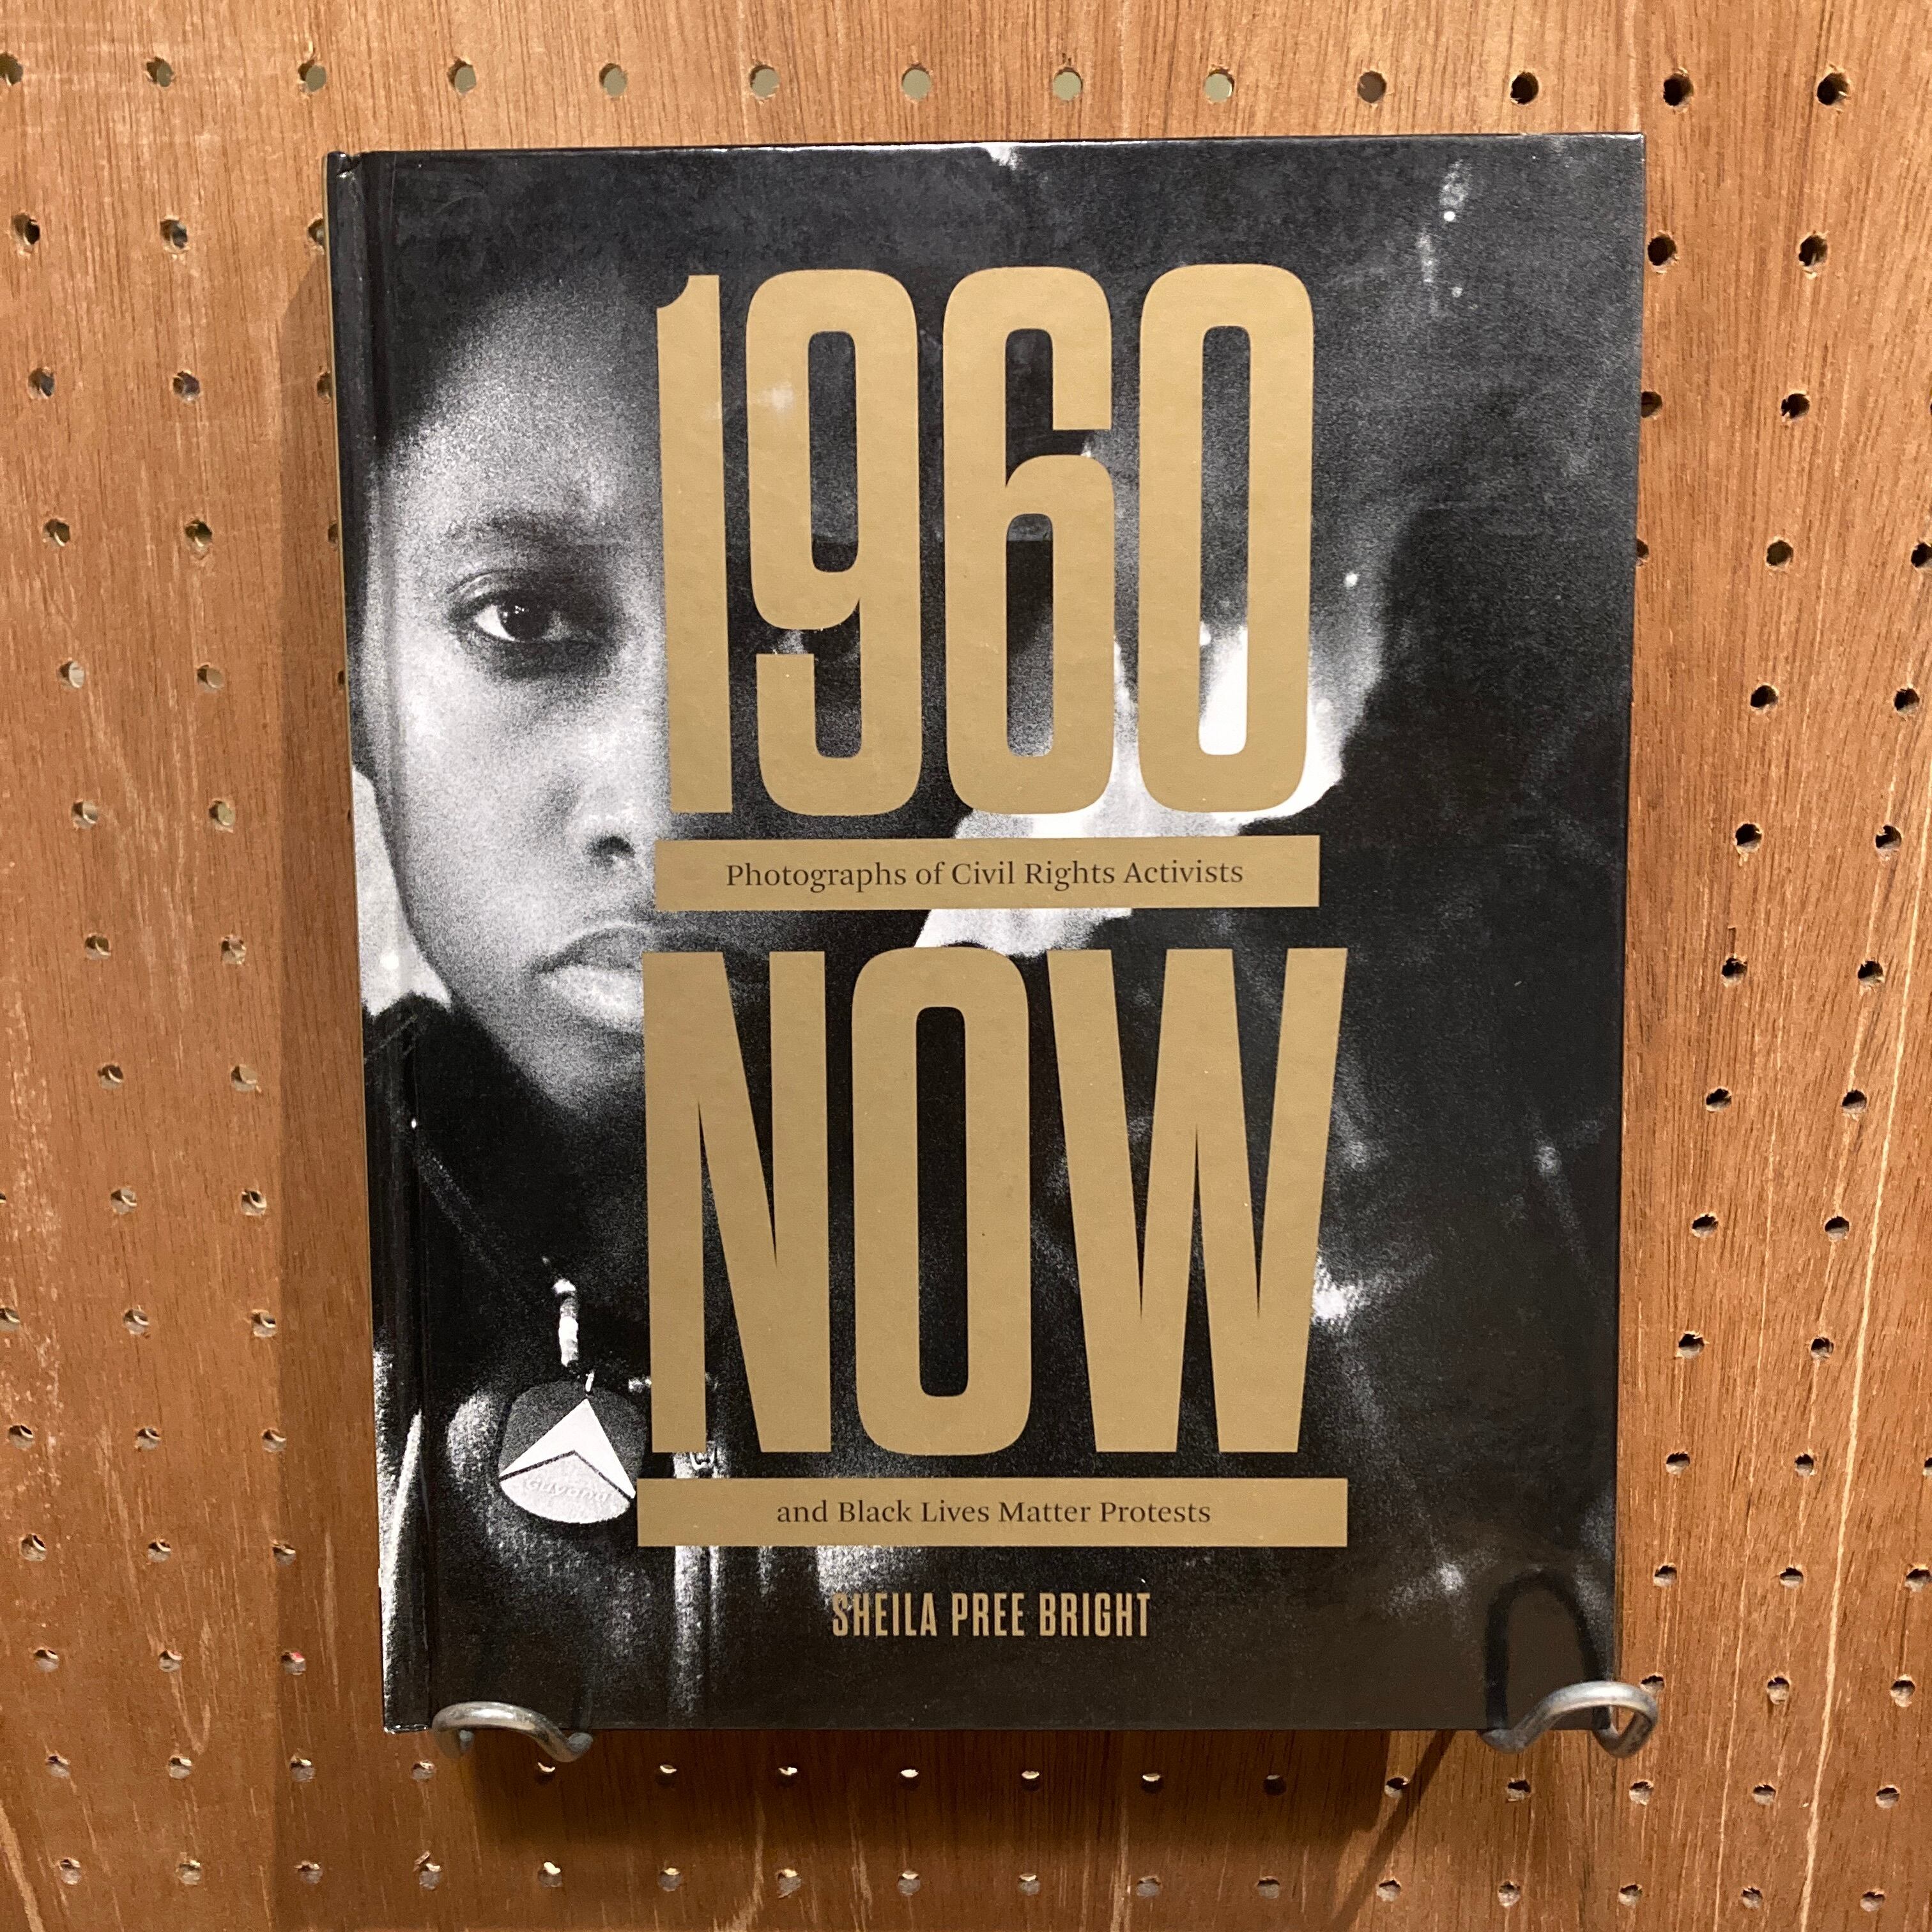 1960
Photographs of Civil Rights Activists
NOW
and Black Lives Matter Protests
SHEILA PREE BRIGHT